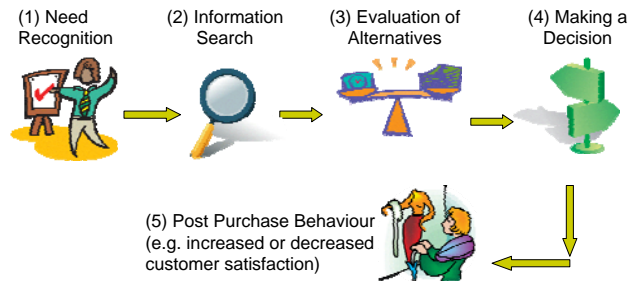 (1) Need
Recognition
(2) Information
Search
(3) Evaluation of
Alternatives
(4) Making a
Decision
(5) Post Purchase Behaviour
(e.g. increased or decreased
customer satisfaction)